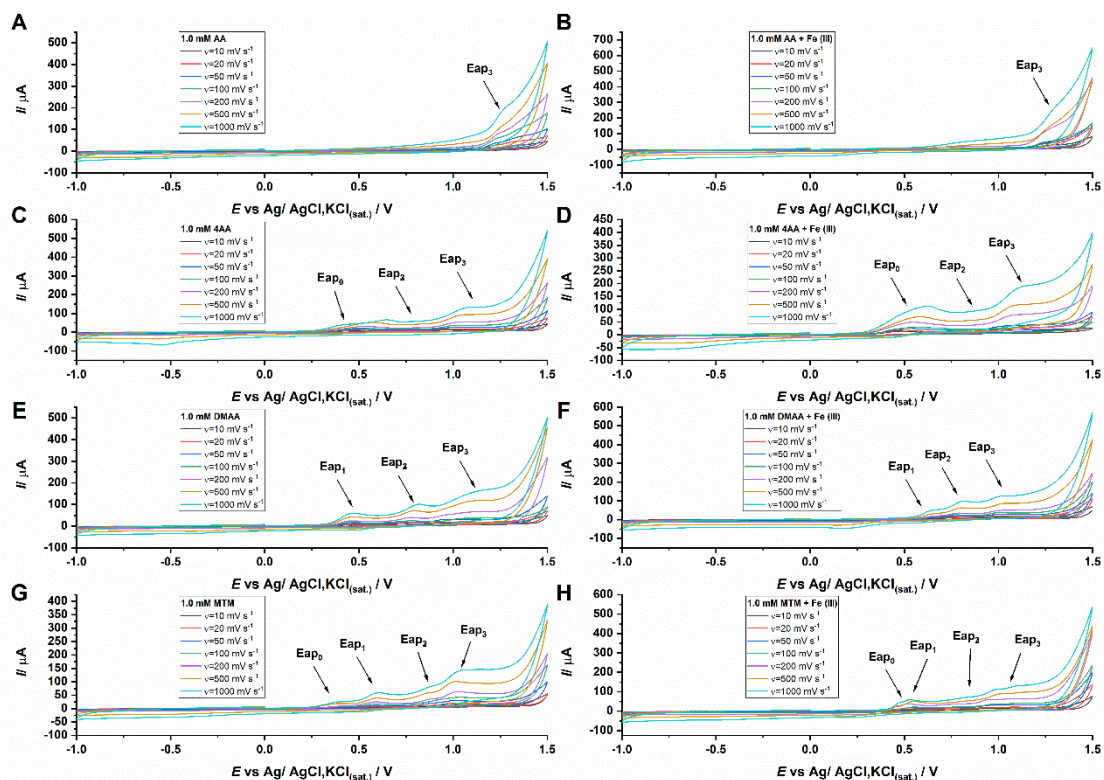 A
1.0 mM AA
ν=10 mV s⁻¹
ν=20 mV s⁻¹
ν=50 mV s⁻¹
ν=100 mV s⁻¹
ν=200 mV s⁻¹
ν=500 mV s⁻¹
ν=1000 mV s⁻¹
Eap₃
I/ μA
500
400
300
200
100
0
-100
-1.0 -0.5 0.0 0.5 1.0 1.5
E vs Ag/ AgCl,KCl(sat.) / V
B
1.0 mM AA + Fe (III)
ν=10 mV s⁻¹
ν=20 mV s⁻¹
ν=50 mV s⁻¹
ν=100 mV s⁻¹
ν=200 mV s⁻¹
ν=500 mV s⁻¹
ν=1000 mV s⁻¹
Eap₃
I/ μA
700
600
500
400
300
200
100
0
-100
-1.0 -0.5 0.0 0.5 1.0 1.5
E vs Ag/ AgCl,KCl(sat.) / V
C
1.0 mM 4AA
ν=10 mV s⁻¹
ν=20 mV s⁻¹
ν=50 mV s⁻¹
ν=100 mV s⁻¹
ν=200 mV s⁻¹
ν=500 mV s⁻¹
ν=1000 mV s⁻¹
Eap₀
Eap₂
Eap₃
I/ μA
600
500
400
300
200
100
0
-100
-1.0 -0.5 0.0 0.5 1.0 1.5
E vs Ag/ AgCl,KCl(sat.) / V
D
1.0 mM 4AA + Fe (III)
ν=10 mV s⁻¹
ν=20 mV s⁻¹
ν=50 mV s⁻¹
ν=100 mV s⁻¹
ν=200 mV s⁻¹
ν=500 mV s⁻¹
ν=1000 mV s⁻¹
Eap₀
Eap₂
Eap₃
I/ μA
450
400
350
300
250
200
150
100
50
0
-50
-100
-1.0 -0.5 0.0 0.5 1.0 1.5
E vs Ag/ AgCl,KCl(sat.) / V
E
1.0 mM DMAA
ν=10 mV s⁻¹
ν=20 mV s⁻¹
ν=50 mV s⁻¹
ν=100 mV s⁻¹
ν=200 mV s⁻¹
ν=500 mV s⁻¹
ν=1000 mV s⁻¹
Eap₁
Eap₂
Eap₃
I/ μA
500
400
300
200
100
0
-100
-1.0 -0.5 0.0 0.5 1.0 1.5
E vs Ag/ AgCl,KCl(sat.) / V
F
1.0 mM DMAA + Fe (III)
ν=10 mV s⁻¹
ν=20 mV s⁻¹
ν=50 mV s⁻¹
ν=100 mV s⁻¹
ν=200 mV s⁻¹
ν=500 mV s⁻¹
ν=1000 mV s⁻¹
Eap₁
Eap₂
Eap₃
I/ μA
600
500
400
300
200
100
0
-100
-1.0 -0.5 0.0 0.5 1.0 1.5
E vs Ag/ AgCl,KCl(sat.) / V
G
1.0 mM MTM
ν=10 mV s⁻¹
ν=20 mV s⁻¹
ν=50 mV s⁻¹
ν=100 mV s⁻¹
ν=200 mV s⁻¹
ν=500 mV s⁻¹
ν=1000 mV s⁻¹
Eap₀
Eap₁
Eap₂
Eap₃
I/ μA
400
350
300
250
200
150
100
50
0
-50
-100
-1.0 -0.5 0.0 0.5 1.0 1.5
E vs Ag/ AgCl,KCl(sat.) / V
H
1.0 mM MTM + Fe (III)
ν=10 mV s⁻¹
ν=20 mV s⁻¹
ν=50 mV s⁻¹
ν=100 mV s⁻¹
ν=200 mV s⁻¹
ν=500 mV s⁻¹
ν=1000 mV s⁻¹
Eap₀
Eap₁
Eap₂
Eap₃
I/ μA
600
500
400
300
200
100
0
-100
-1.0 -0.5 0.0 0.5 1.0 1.5
E vs Ag/ AgCl,KCl(sat.) / V